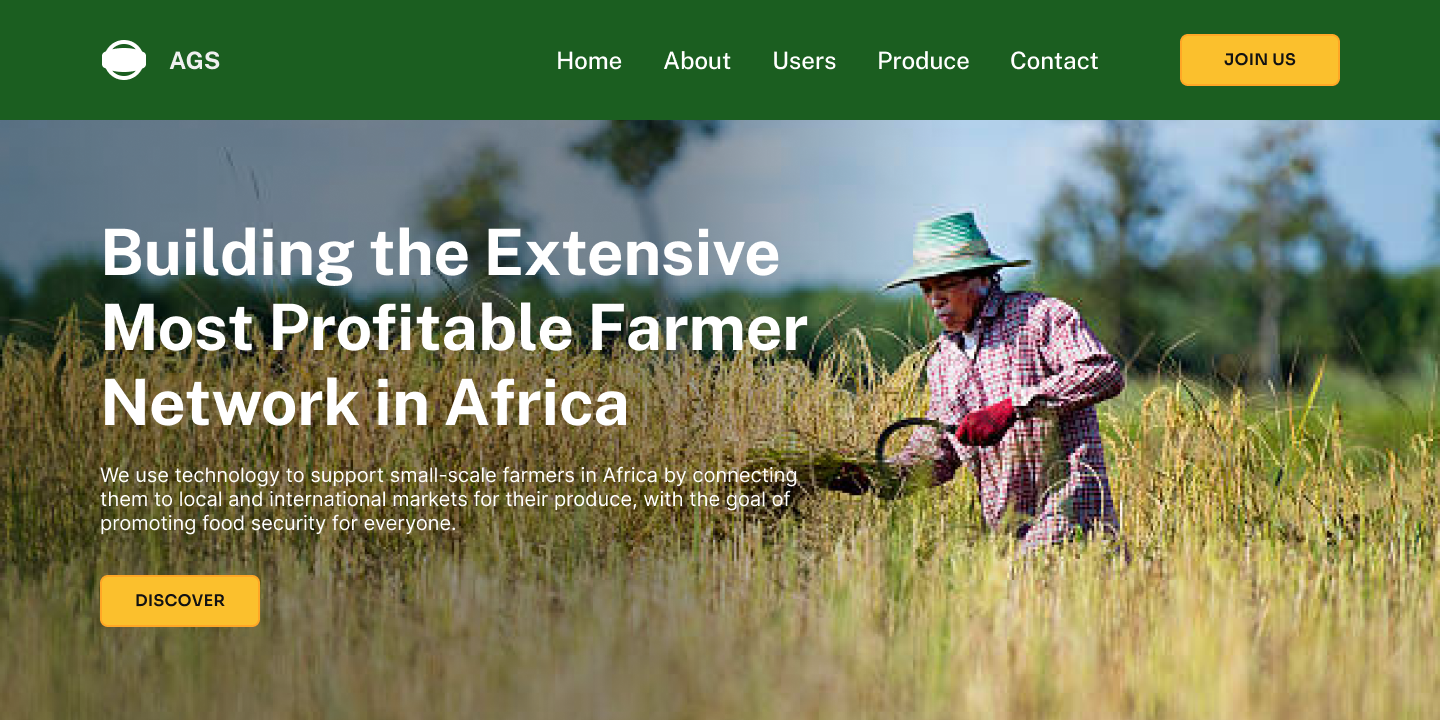 AGS
Home About Users Produce Contact
JOIN US
Building the Extensive
Most Profitable Farmer
Network in Africa
We use technology to support small-scale farmers in Africa by connecting
them to local and international markets for their produce, with the goal of
promoting food security for everyone.
DISCOVER